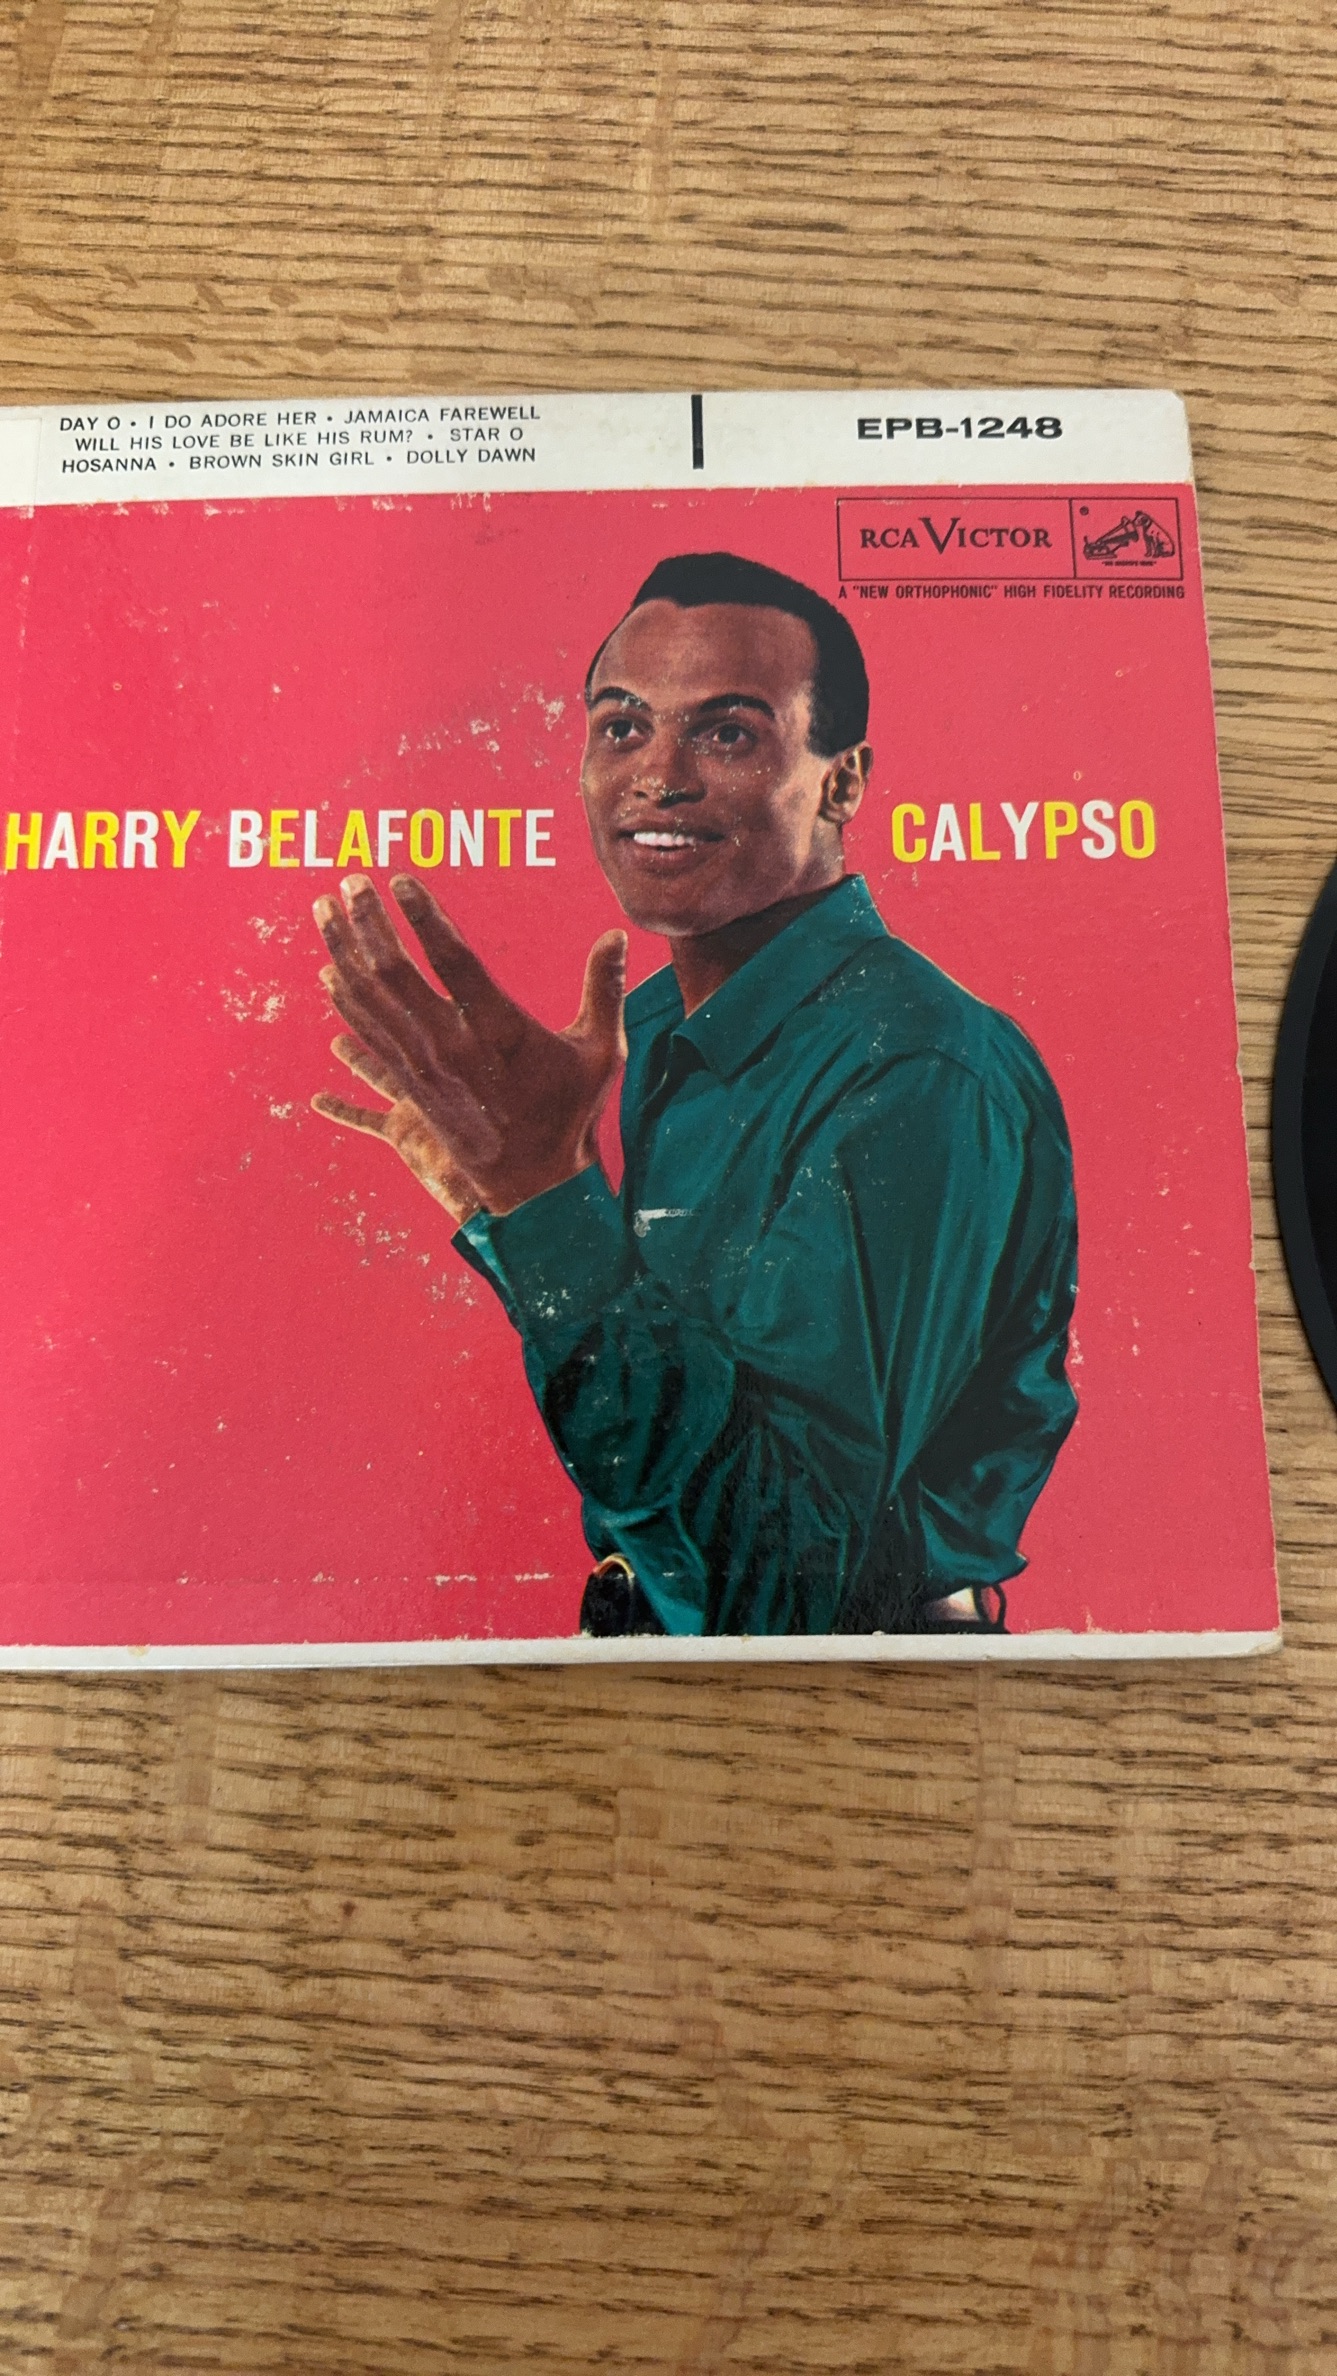 DAY O • I DO ADORE HER • JAMAICA FAREWELL
WILL HIS LOVE BE LIKE HIS RUM? • STAR O
HOSANNA • BROWN SKIN GIRL • DOLLY DAWN
EPB-1248
RCA VICTOR
A "NEW ORTHOPHONIC" HIGH FIDELITY RECORDING
HARRY BELAFONTE CALYPSO